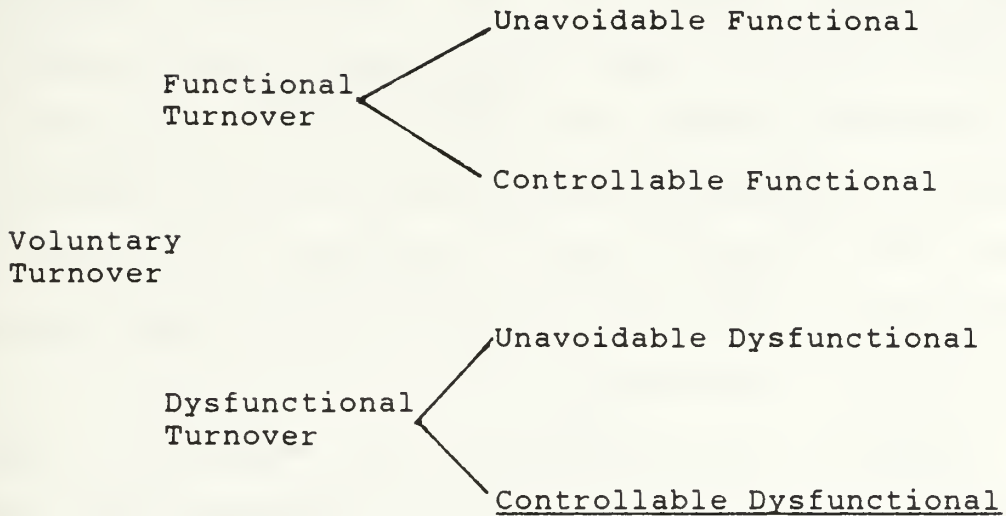 Unavoidable Functional
Functional
Turnover
Controllable Functional
Voluntary
Turnover
Unavoidable Dysfunctional
Dysfunctional
Turnover
Controllable Dysfunctional